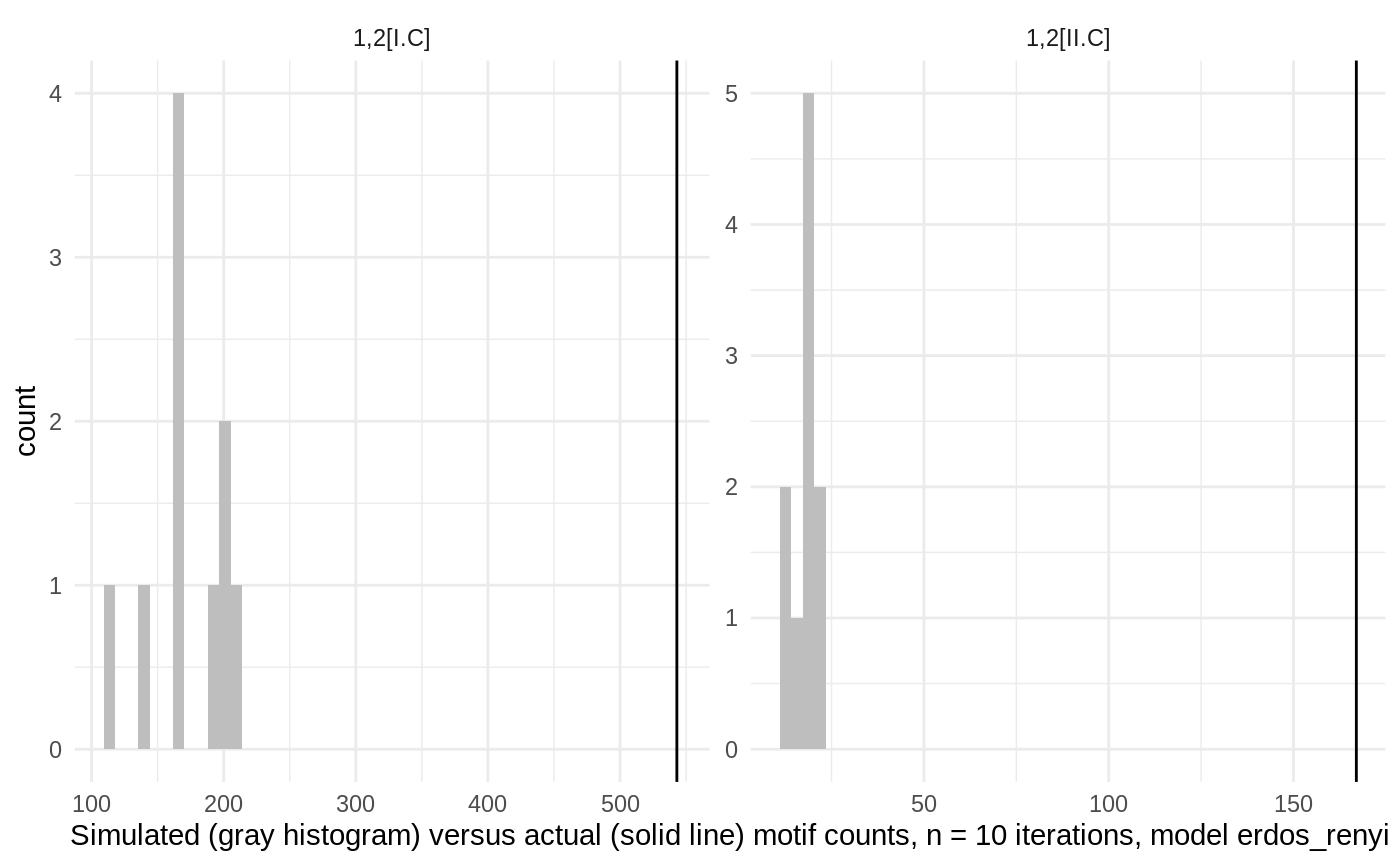 1,2[I.C]
1,2[II.C]
count
4
3
2
1
0
5
4
3
2
1
0
100 200 300 400 500
50 100 150
Simulated (gray histogram) versus actual (solid line) motif counts, n = 10 iterations, model erdos_renyi